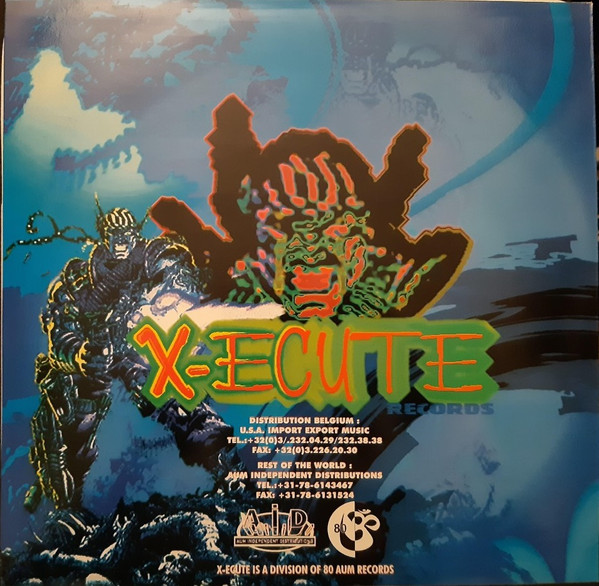 X-ECUTE
RECORDS
DISTRIBUTION BELGIUM :
U.S.A. IMPORT EXPORT MUSIC
TEL.:+32(0)3/.232.04.29/232.38.38
FAX: +32(0)3.226.20.30
REST OF THE WORLD :
AUM INDEPENDENT DISTRIBUTIONS
TEL.:+31-78-6143467
FAX: +31-78-6131524
A.I.D.
AUM INDEPENDENT DISTRIBUTIONS
80 ॐ
X-ECUTE IS A DIVISION OF 80 AUM RECORDS